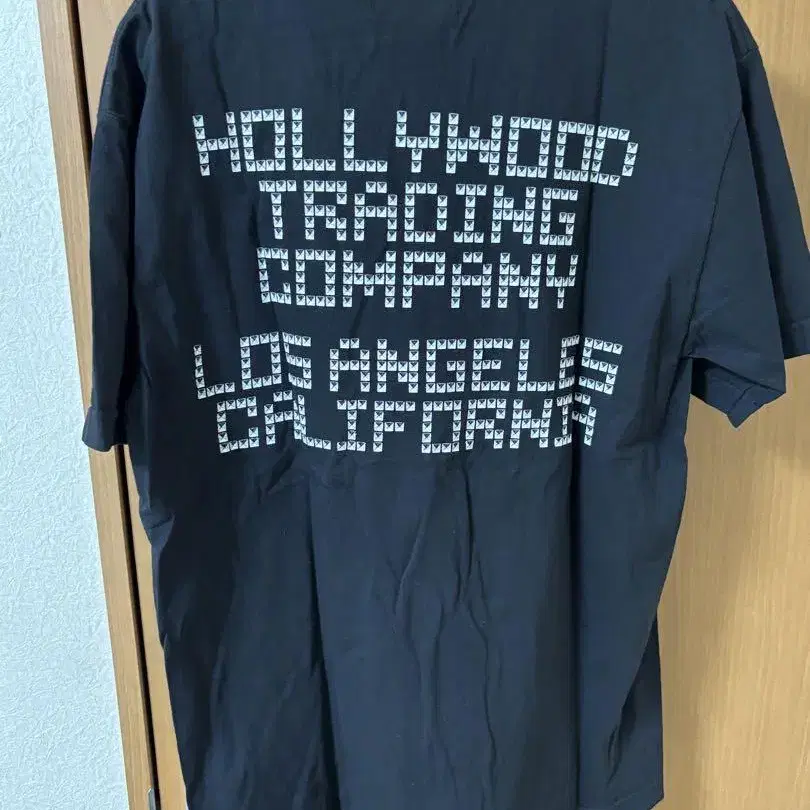 HOLLYWOOD
TRADING
COMPANY
LOS ANGELES
CALIFORNIA